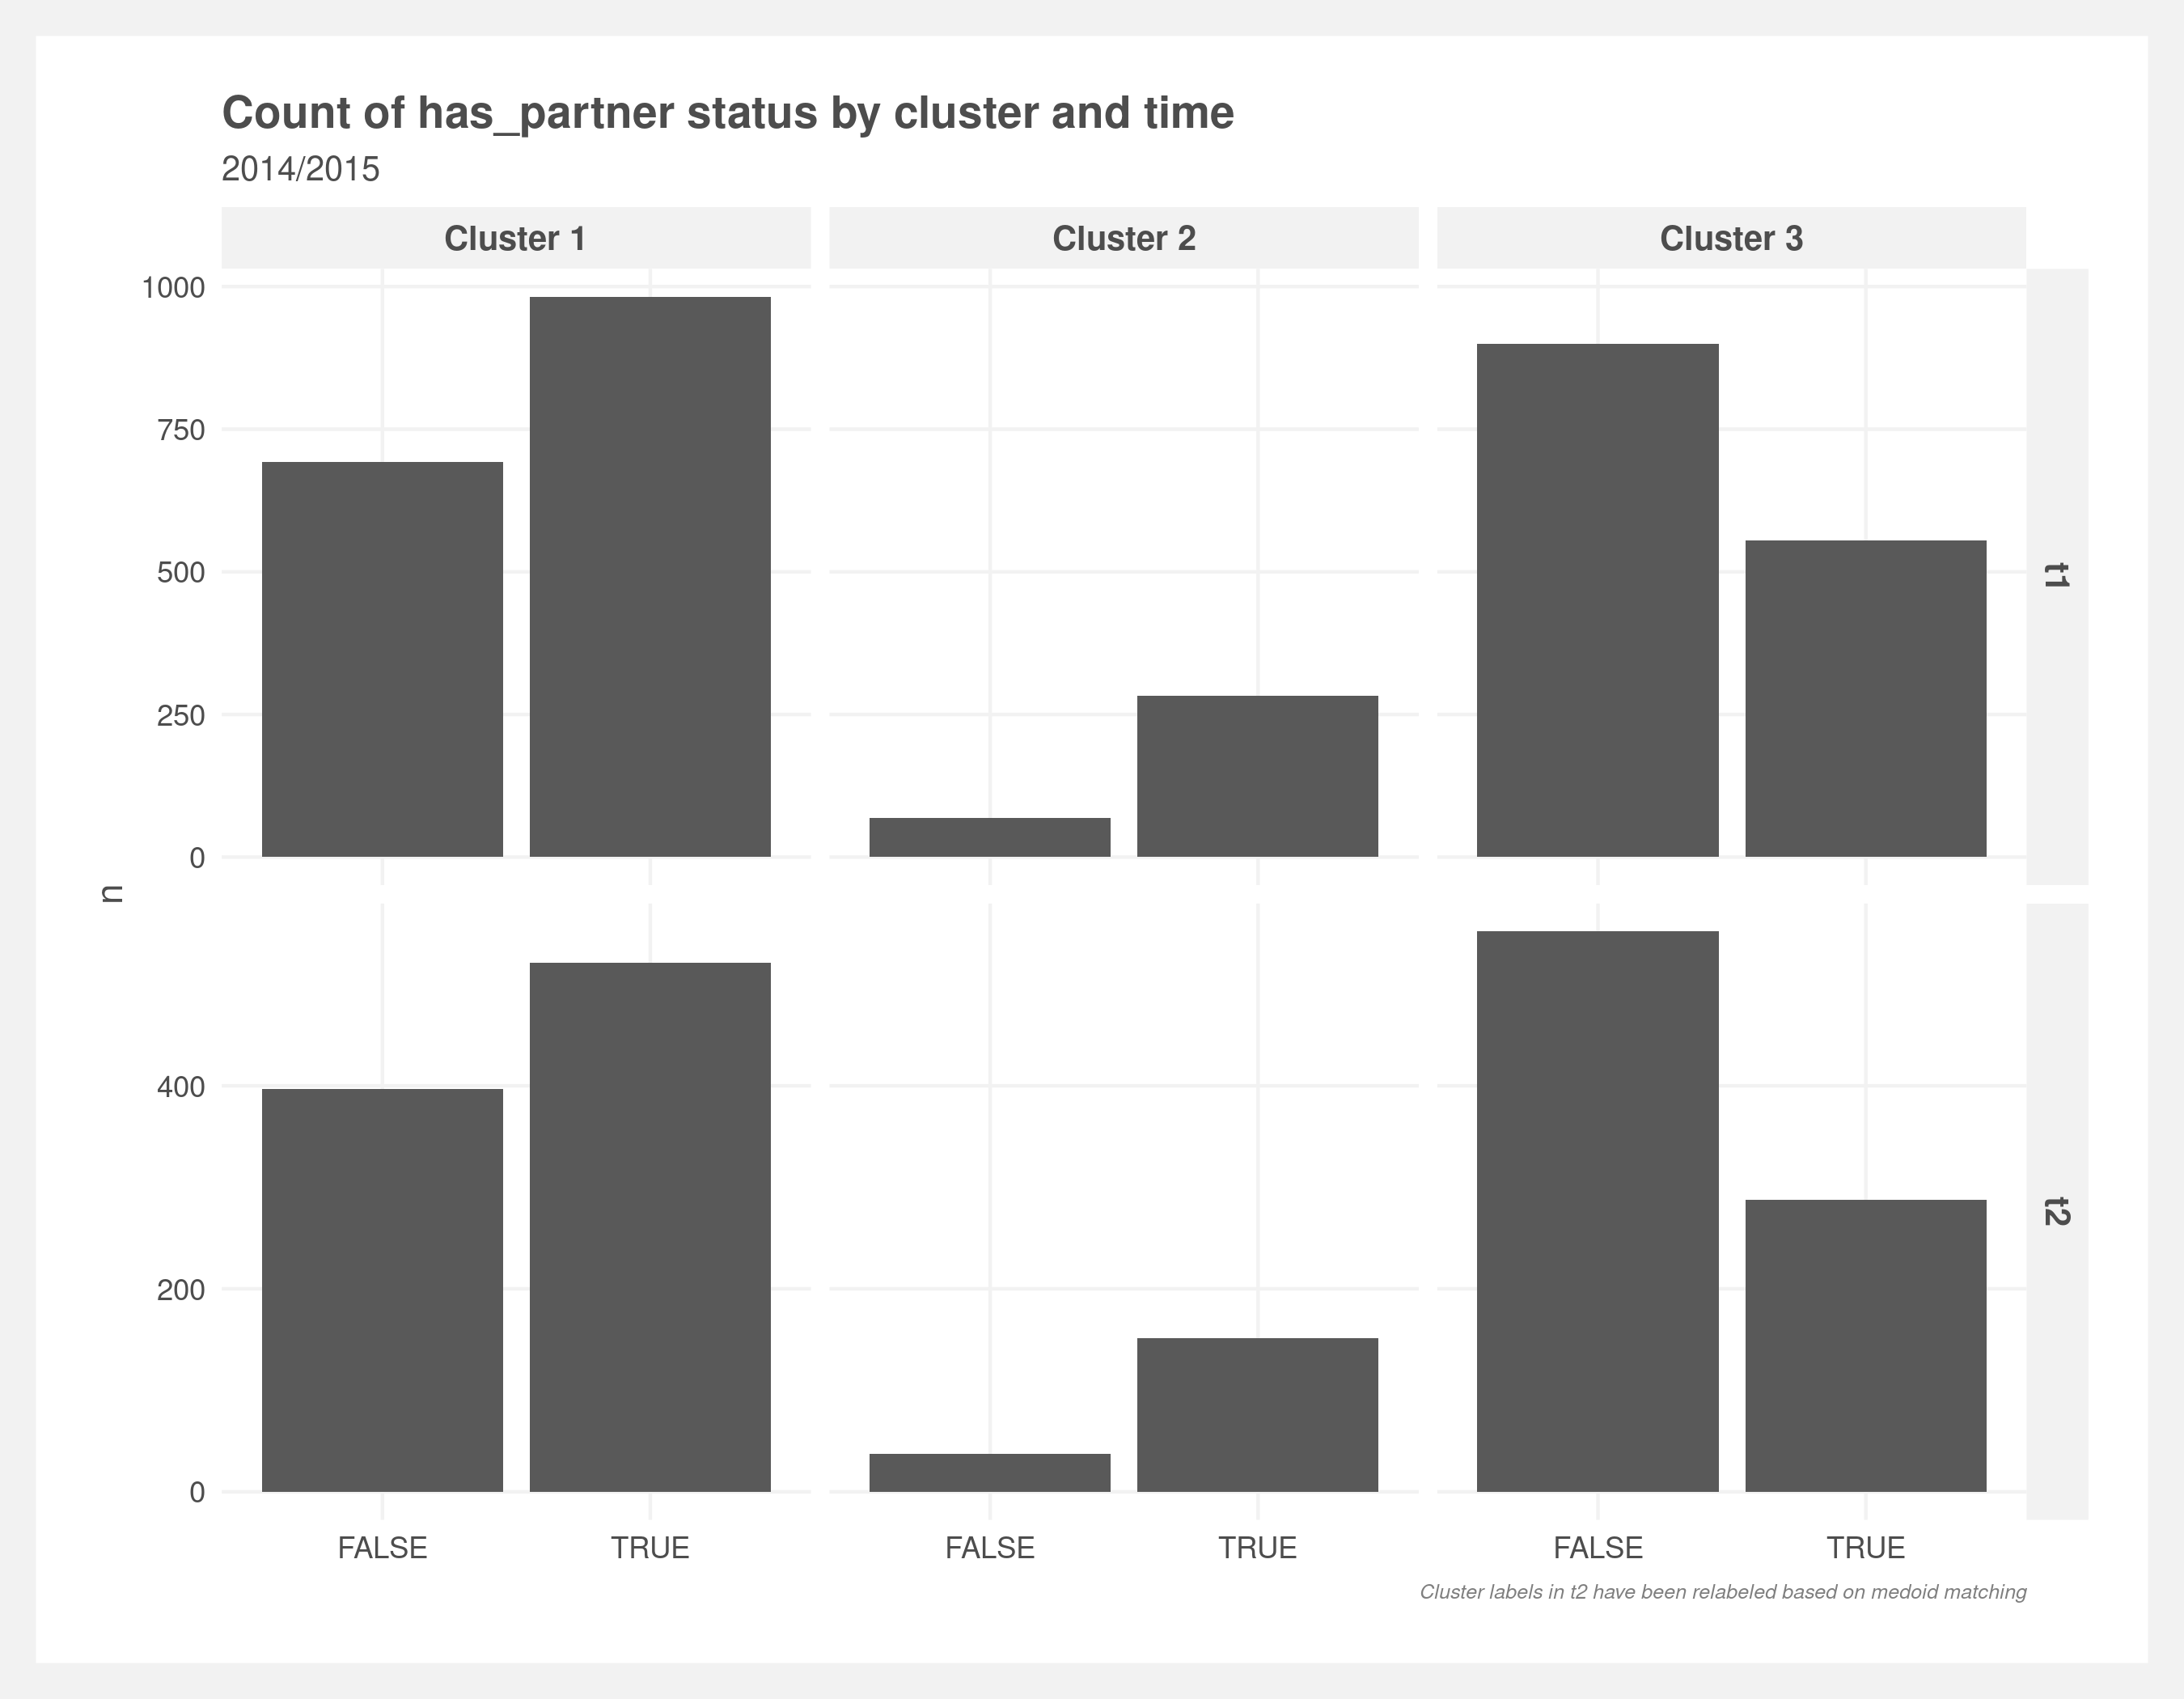 Count of has_partner status by cluster and time
2014/2015
Cluster 1
Cluster 2
Cluster 3
1000
750
500
250
0
t1
n
400
200
0
t2
FALSE
TRUE
FALSE
TRUE
FALSE
TRUE
Cluster labels in t2 have been relabeled based on medoid matching